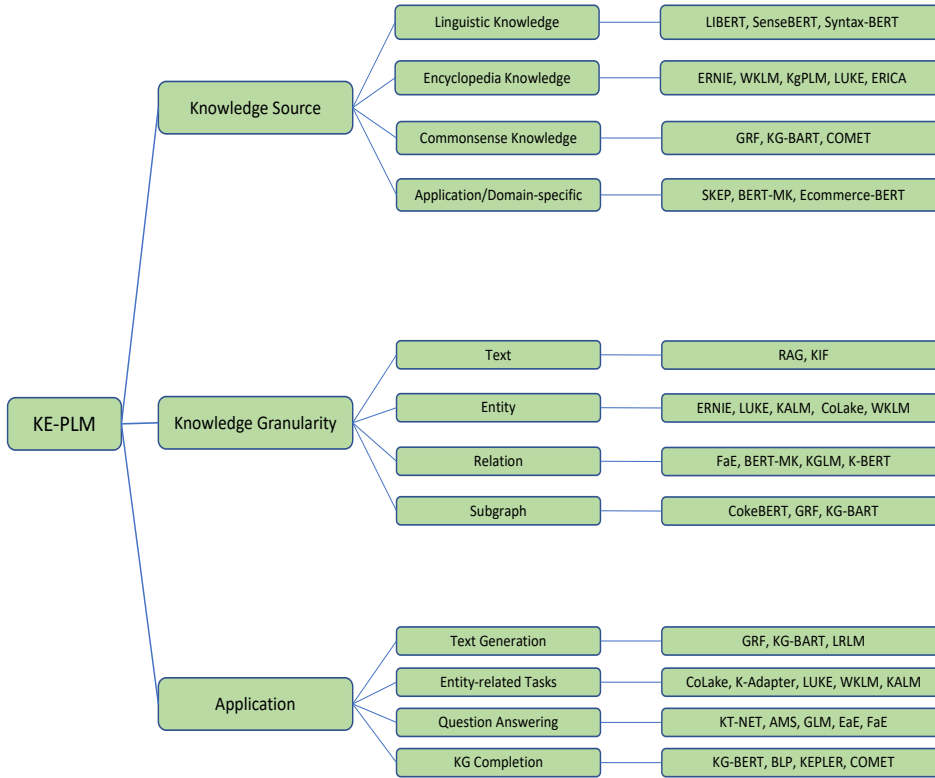 KE-PLM
Knowledge Source
Linguistic Knowledge
LIBERT, SenseBERT, Syntax-BERT
Encyclopedia Knowledge
ERNIE, WKLM, KgPLM, LUKE, ERICA
Commonsense Knowledge
GRF, KG-BART, COMET
Application/Domain-specific
SKEP, BERT-MK, Ecommerce-BERT
Knowledge Granularity
Text
RAG, KIF
Entity
ERNIE, LUKE, KALM, CoLake, WKLM
Relation
FaE, BERT-MK, KGLM, K-BERT
Subgraph
CokeBERT, GRF, KG-BART
Application
Text Generation
GRF, KG-BART, LRLM
Entity-related Tasks
CoLake, K-Adapter, LUKE, WKLM, KALM
Question Answering
KT-NET, AMS, GLM, EaE, FaE
KG Completion
KG-BERT, BLP, KEPLER, COMET